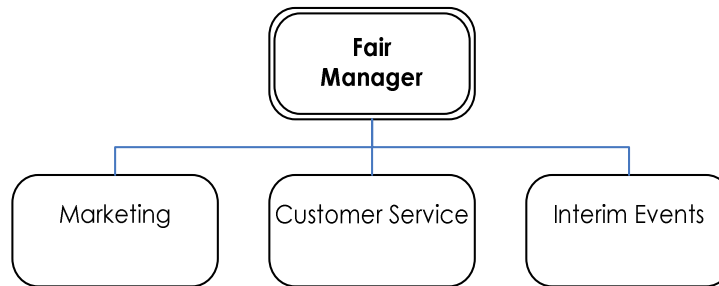 Fair
Manager
Marketing
Customer Service
Interim Events